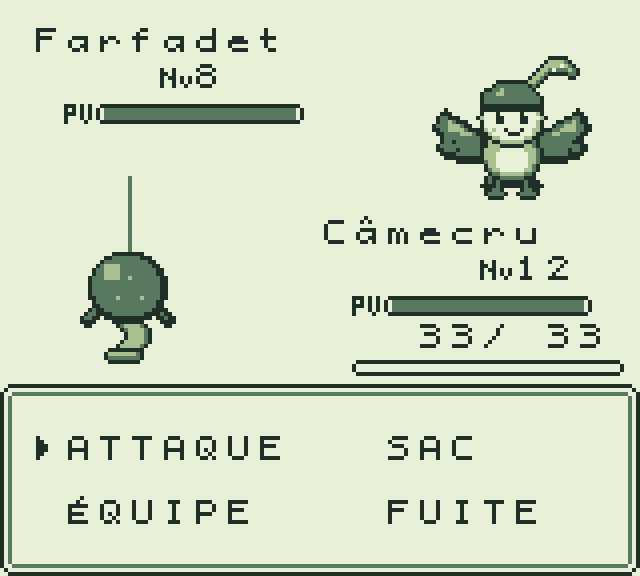 Farfadet
Nv8
PV
Câmecru
Nv12
PV
33/ 33
ATTAQUE SAC
ÉQUIPE FUITE